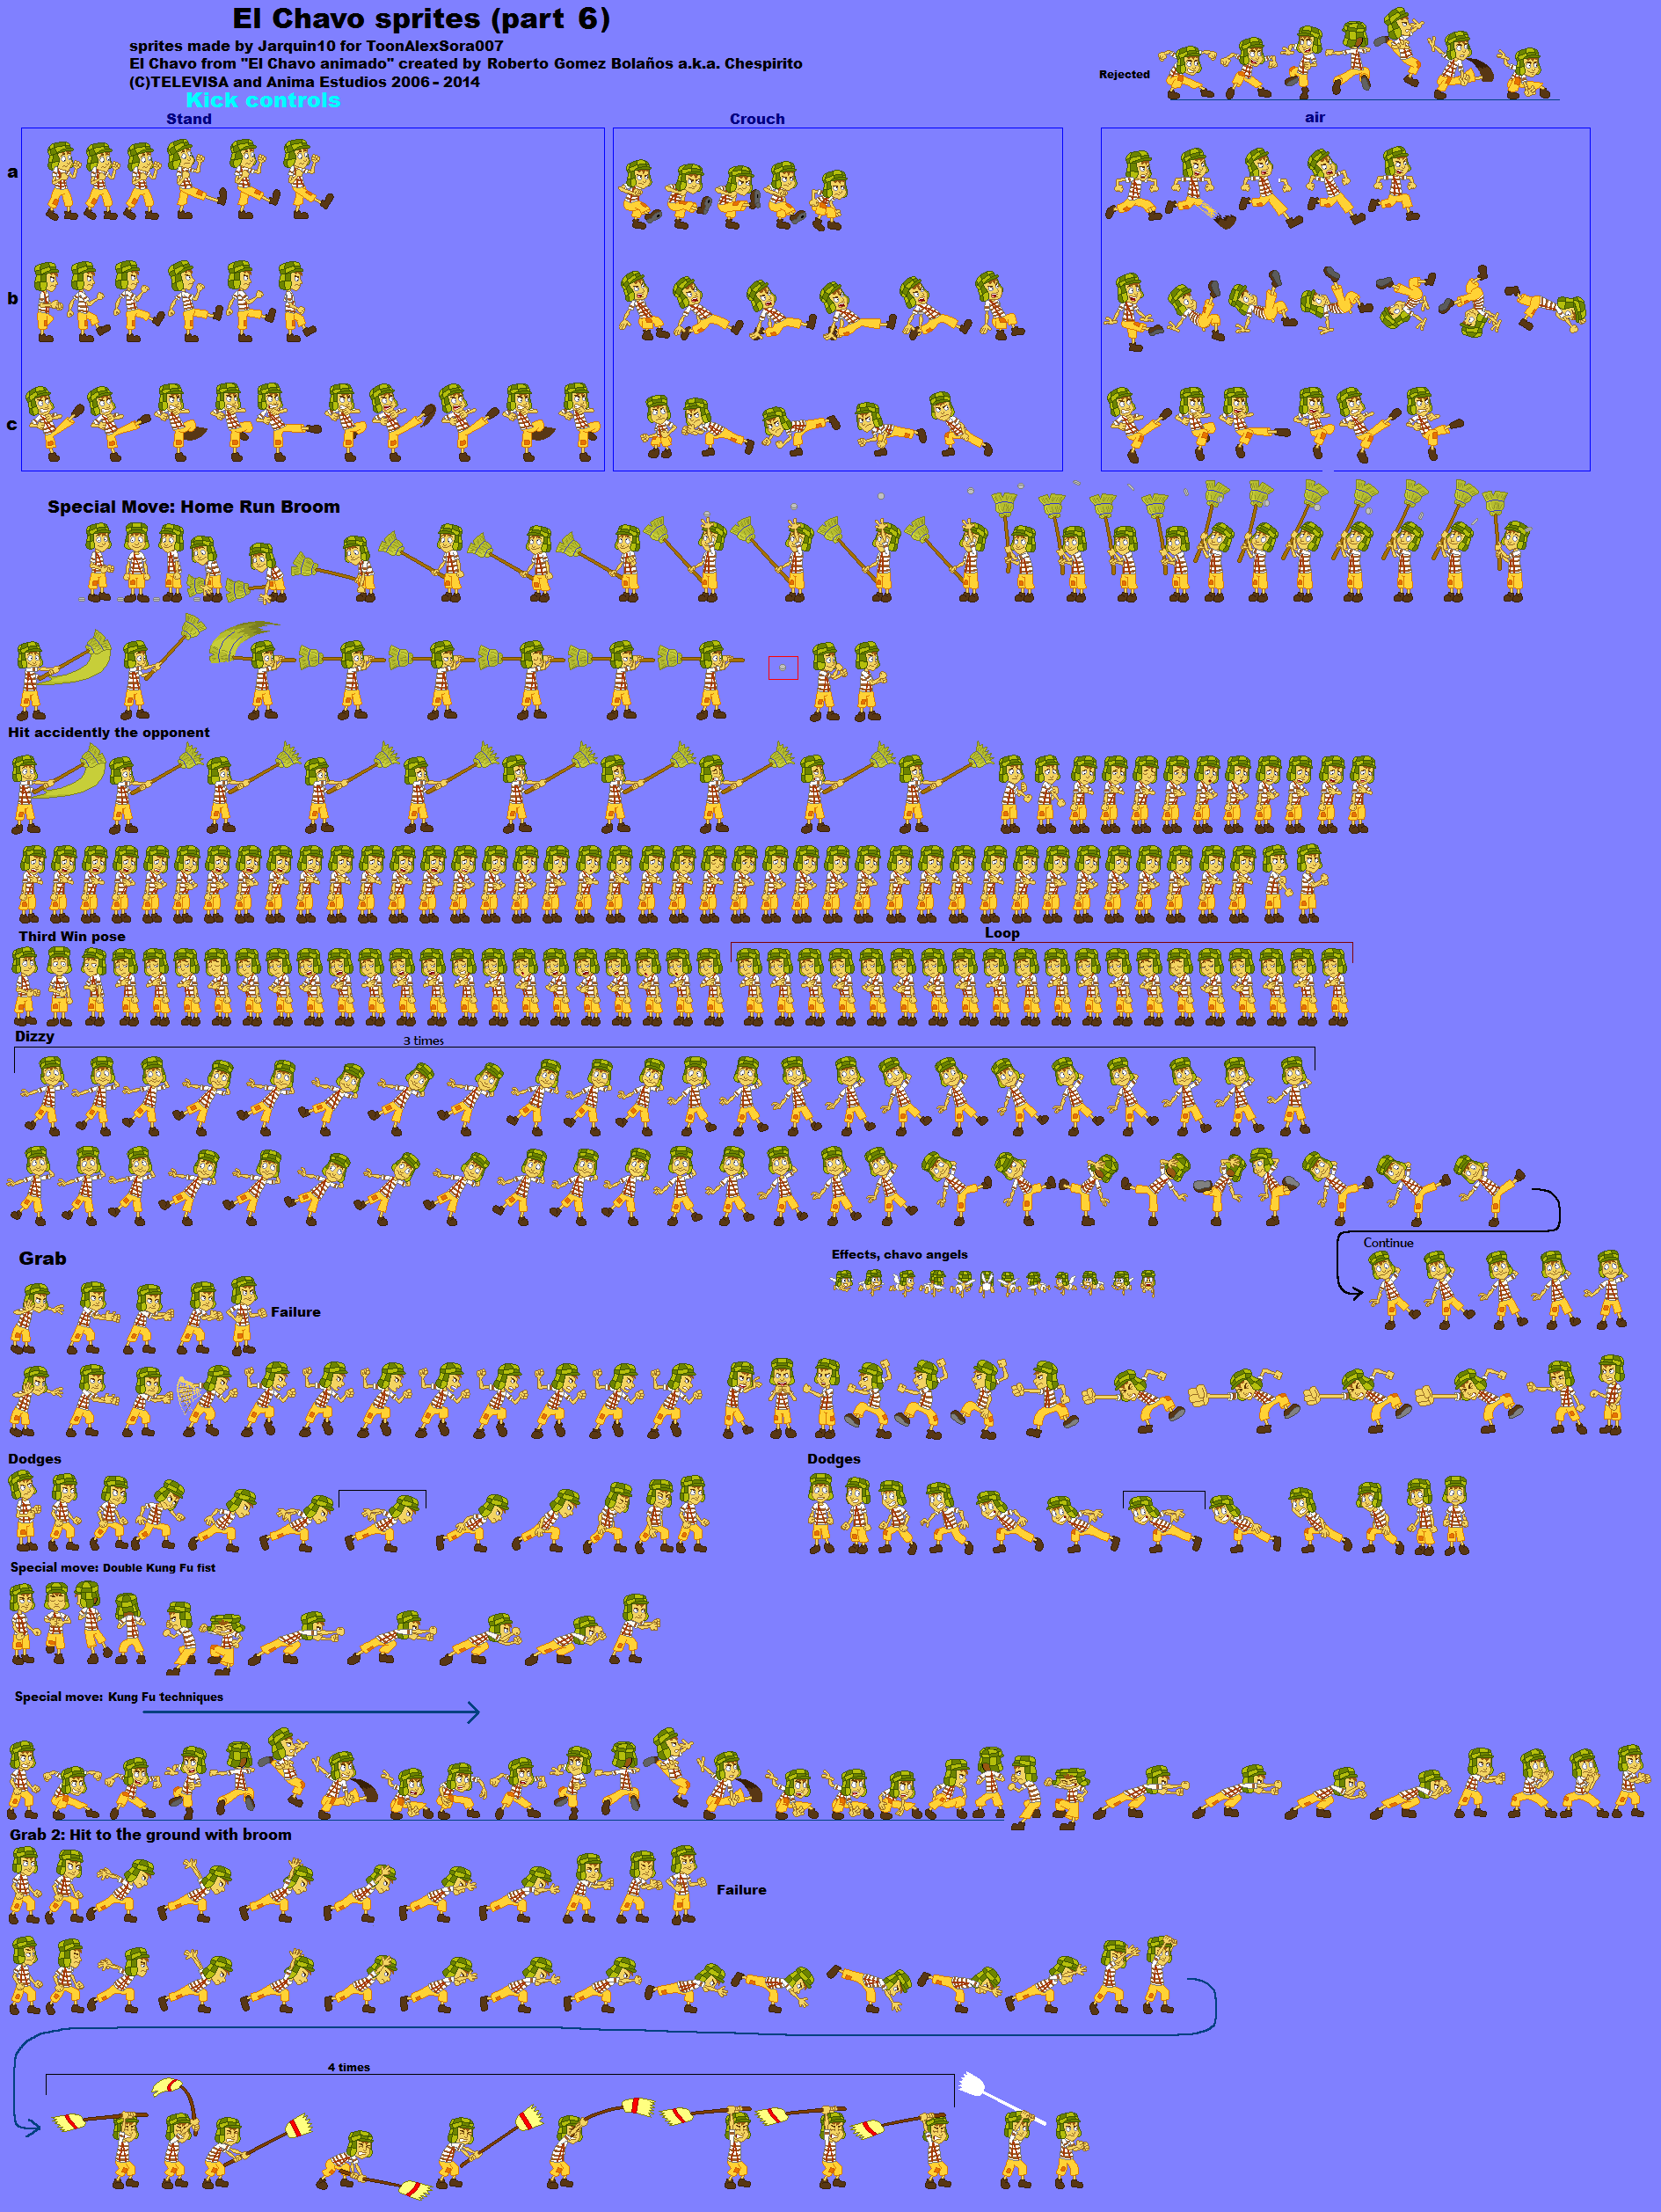 El Chavo sprites (part 6)
sprites made by Jarquin10 for ToonAlexSora007
El Chavo from "El Chavo animado" created by Roberto Gomez Bolaños a.k.a. Chespirito
(C)TELEVISA and Anima Estudios 2006 - 2014
Rejected
Kick controls
Stand
Crouch
air
a
b
c
Special Move: Home Run Broom
Hit accidently the opponent
Third Win pose
Loop
Dizzy
3 times
Continue
Grab
Effects, chavo angels
Failure
Dodges
Dodges
Special move: Double Kung Fu fist
Special move: Kung Fu techniques
Grab 2: Hit to the ground with broom
Failure
4 times